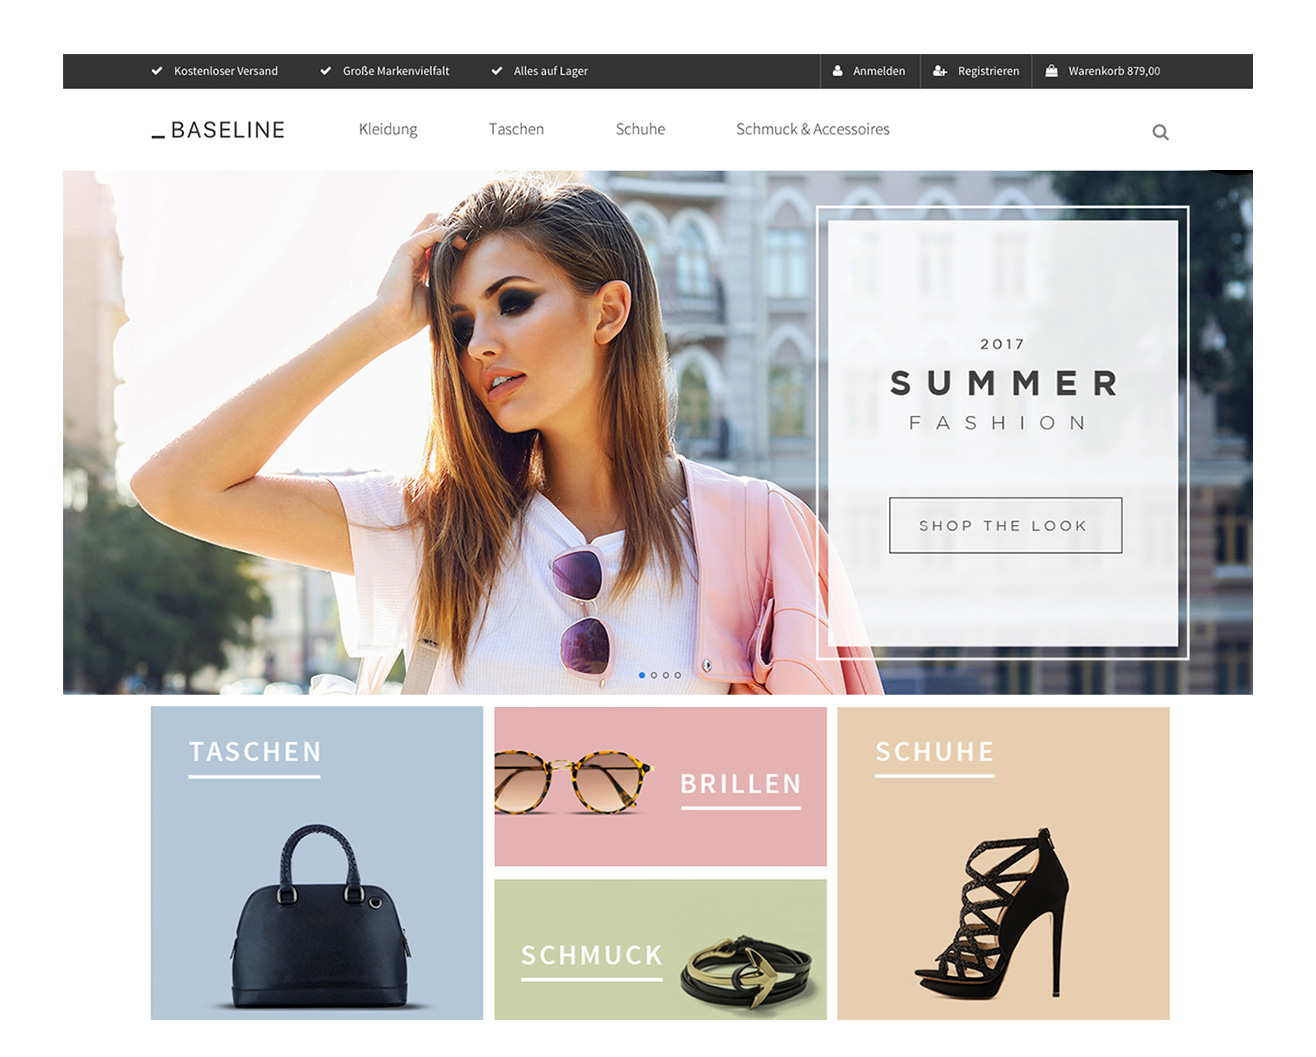 Kostenloser Versand
Große Markenvielfalt
Alles auf Lager
Anmelden
Registrieren
Warenkorb 879,00
_BASELINE
Kleidung
Taschen
Schuhe
Schmuck & Accessoires
2017
SUMMER
FASHION
SHOP THE LOOK
TASCHEN
BRILLEN
SCHUHE
SCHMUCK